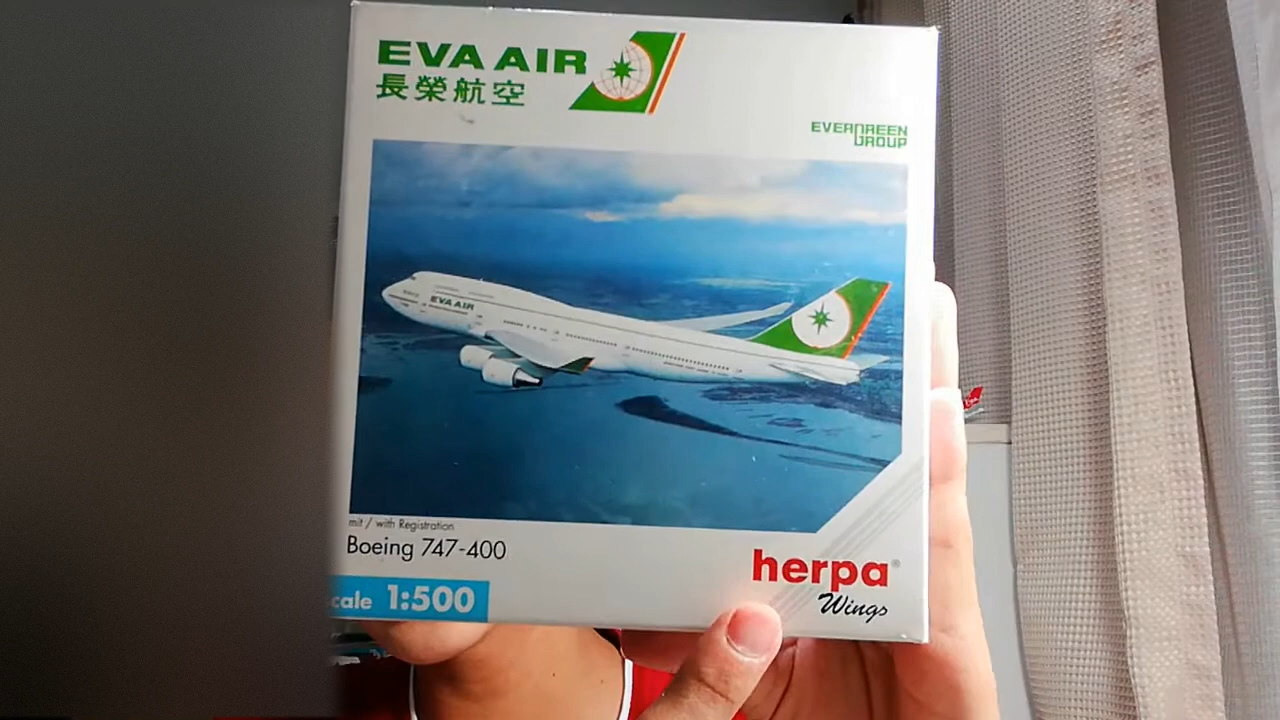 EVA AIR
長榮航空
EVERGREEN
GROUP
EVA AIR
mit / with Registration
Boeing 747-400
herpa®
Wings
cale 1:500